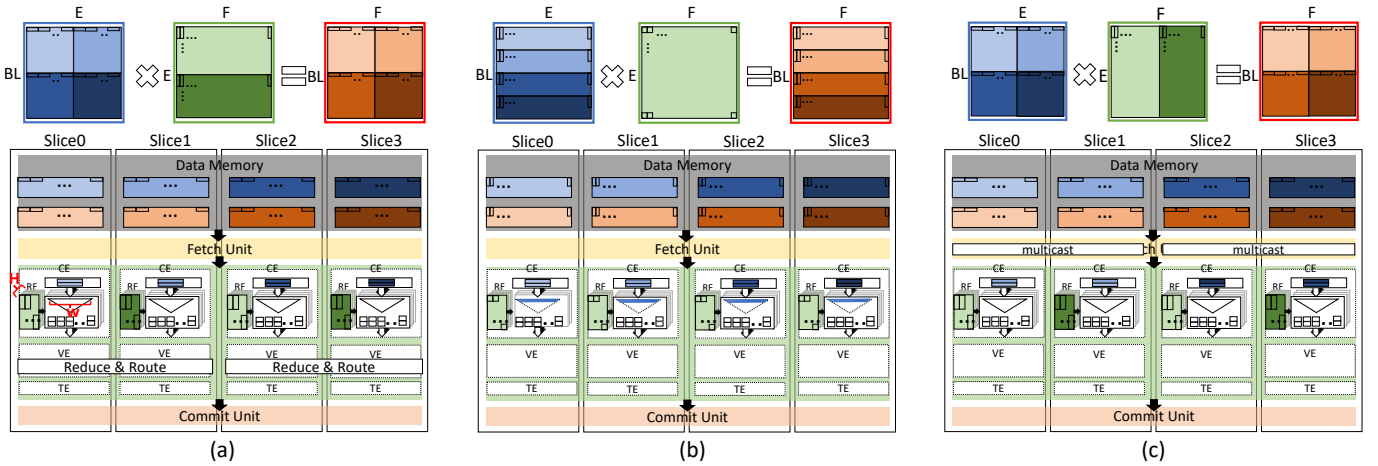 E F F
BL E BL
Slice0 Slice1 Slice2 Slice3
Data Memory
Fetch Unit
H
CE CE CE CE
RF RF RF RF
W
VE VE VE VE
Reduce & Route Reduce & Route
TE TE TE TE
Commit Unit
(a)
E F F
BL E BL
Slice0 Slice1 Slice2 Slice3
Data Memory
Fetch Unit
CE CE CE CE
RF RF RF RF
VE VE VE VE
TE TE TE TE
Commit Unit
(b)
E F F
BL E BL
Slice0 Slice1 Slice2 Slice3
Data Memory
multicast multicast
CE CE CE CE
RF RF RF RF
VE VE VE VE
TE TE TE TE
Commit Unit
(c)